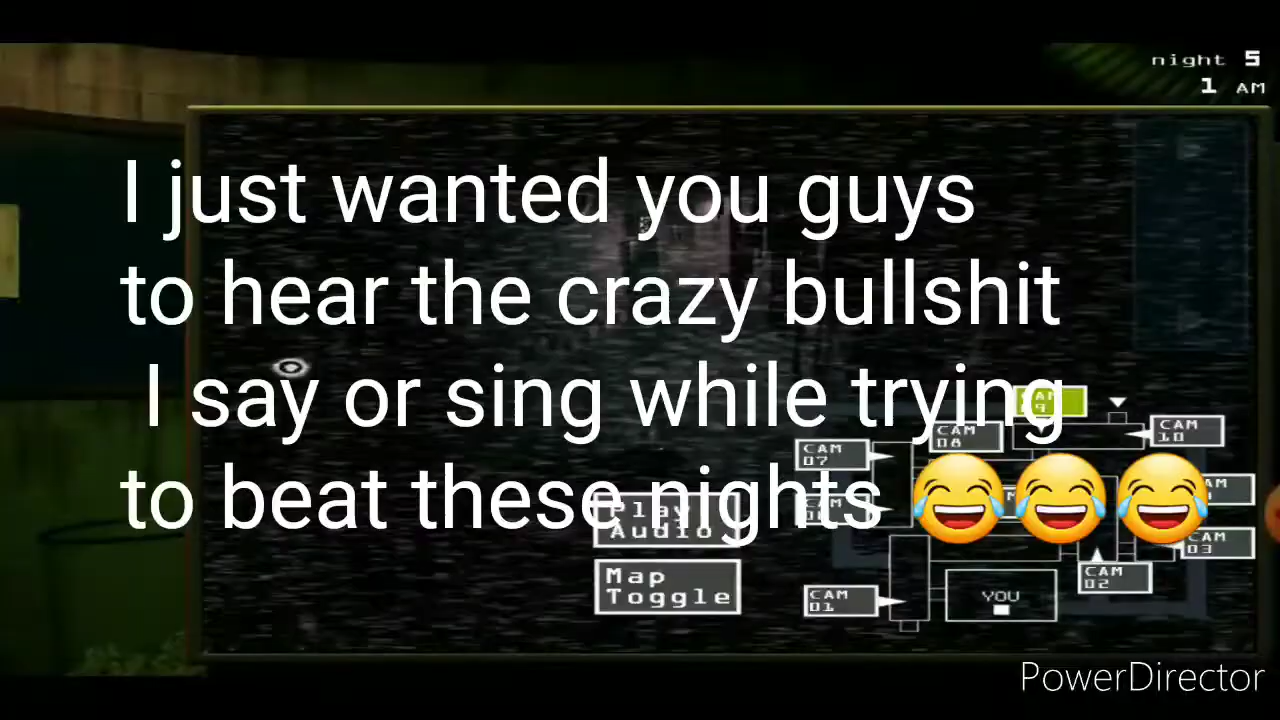 night 5
1 AM
I just wanted you guys
to hear the crazy bullshit
I say or sing while trying
to beat these nights 😂😂😂
CAM
CAM 08
CAM 10
CAM 07
Play Audio
Map Toggle
CAM 01
YOU
CAM 02
03
PowerDirector